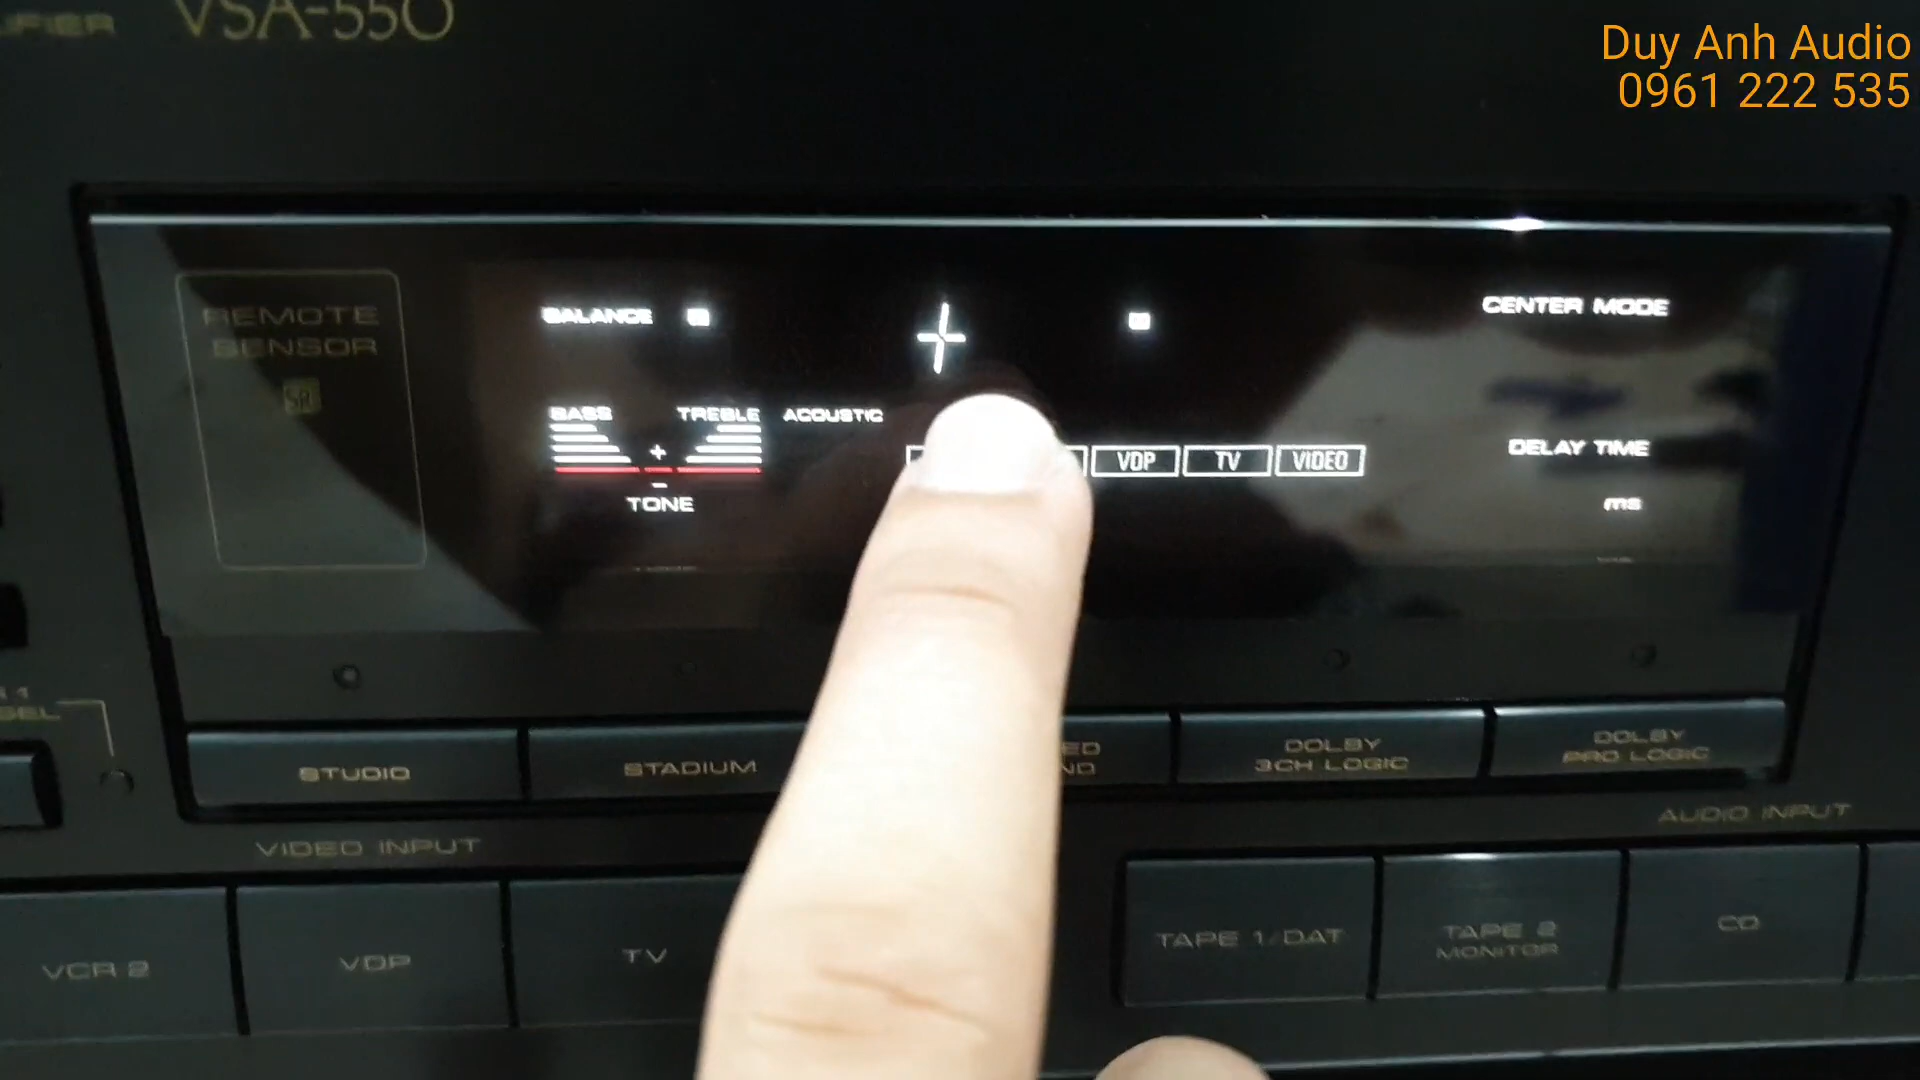 VSA-550
Duy Anh Audio
0961 222 535
REMOTE
SENSOR
SR
BALANCE
CENTER MODE
BASS
TREBLE
ACOUSTIC
+
-
TONE
VDP
TV
VIDEO
DELAY TIME
ms
STUDIO
STADIUM
DOLBY
3CH LOGIC
DOLBY
PRO LOGIC
VIDEO INPUT
AUDIO INPUT
VCR 2
VDP
TV
TAPE 1/DAT
TAPE 2
MONITOR
CD